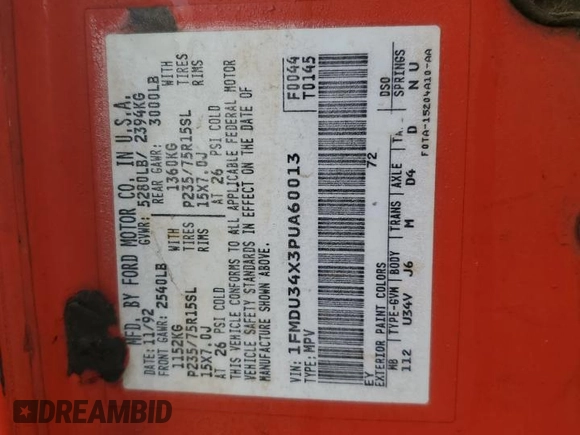 MFD. BY FORD MOTOR CO. IN U.S.A.
DATE: 11/92 GVWR: 5280LB/ 2394KG
FRONT GAWR: 2540LB REAR GAWR: 3000LB
1152KG WITH 1360KG WITH
P235/75R15SL TIRES P235/75R15SL TIRES
15X7.0J RIMS 15X7.0J RIMS
AT 26 PSI COLD AT 26 PSI COLD
THIS VEHICLE CONFORMS TO ALL APPLICABLE FEDERAL MOTOR
VEHICLE SAFETY STANDARDS IN EFFECT ON THE DATE OF
MANUFACTURE SHOWN ABOVE.
VIN: 1FMDU34X3PUA60013 F0044
TYPE: MPV T0145
72
EY
EXTERIOR PAINT COLORS DSO
WB TYPE-GVW BODY TRANS AXLE SPRINGS
112 U34V J6 M D4 D N U
F0TA-15204A10-AA
DREAMBID